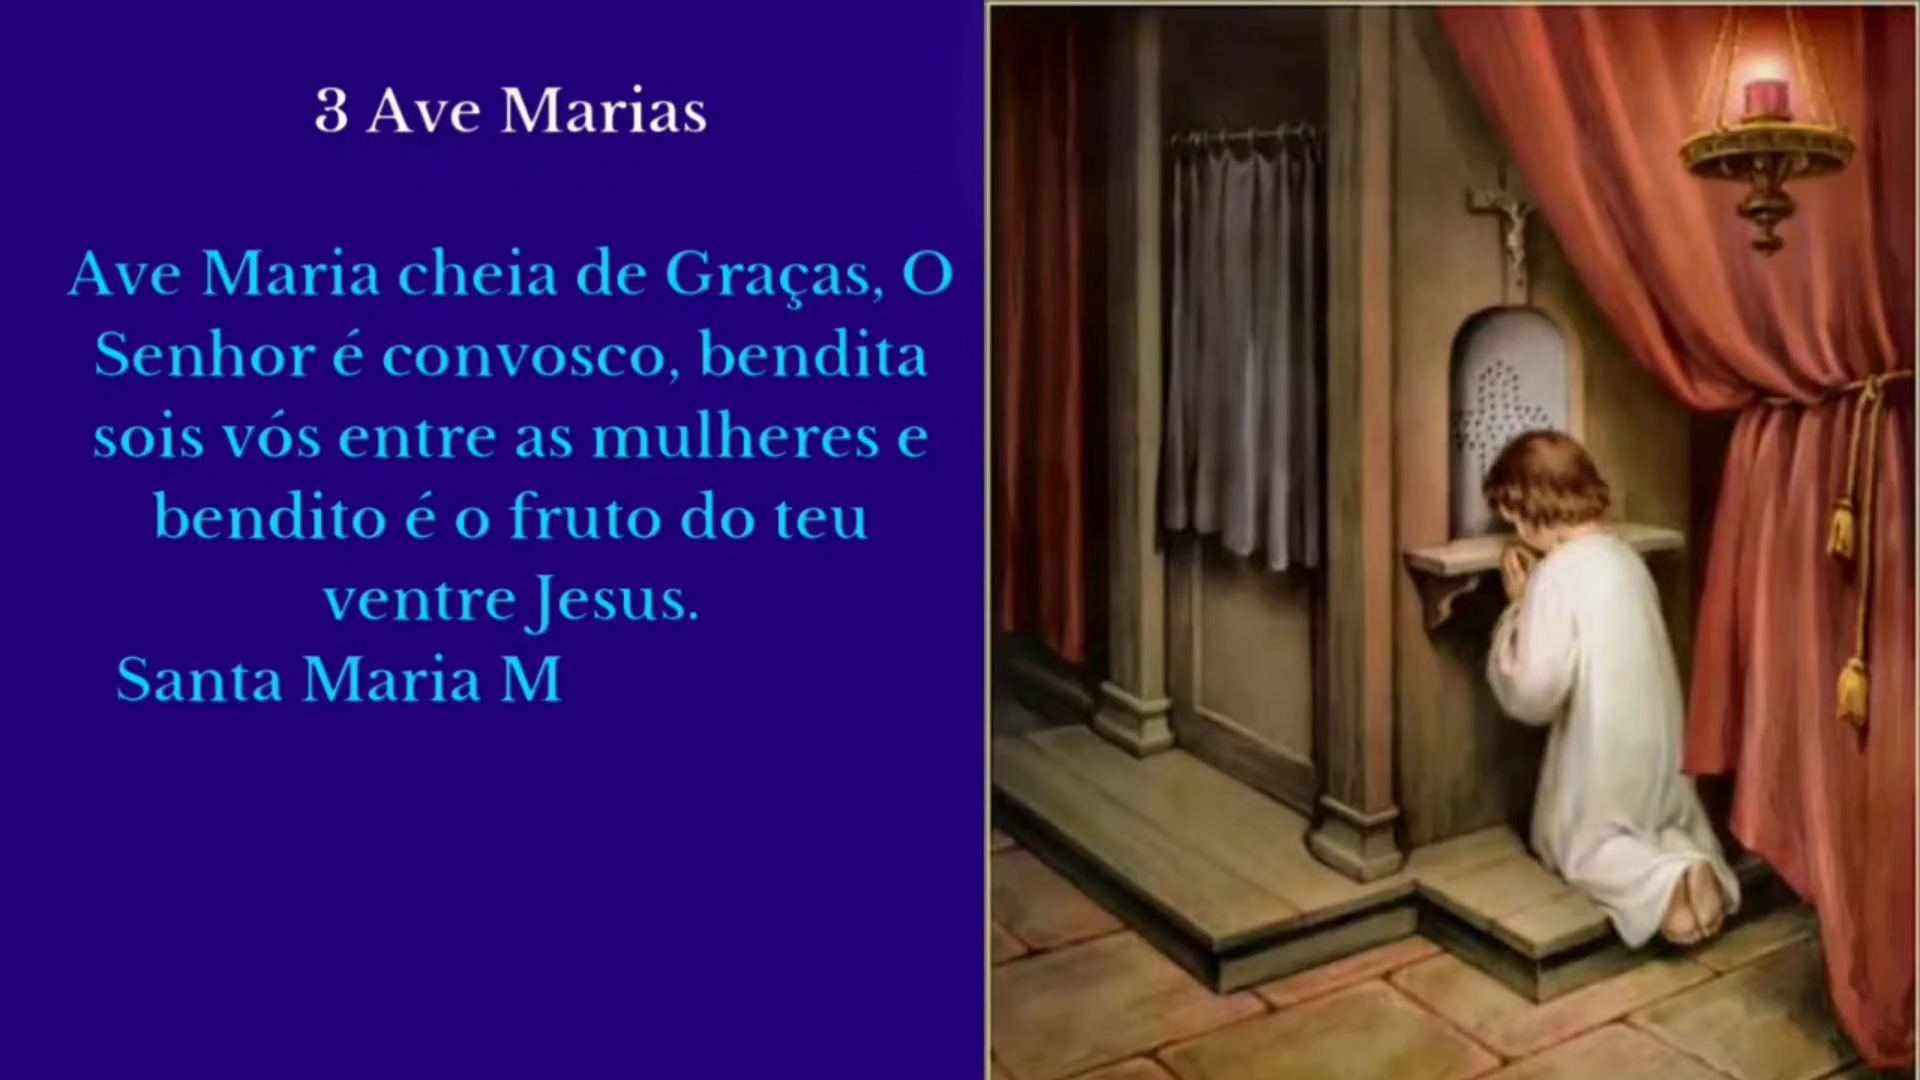 3 Ave Marias
Ave Maria cheia de Graças, O
Senhor é convosco, bendita
sois vós entre as mulheres e
bendito é o fruto do teu
ventre Jesus.
Santa Maria M